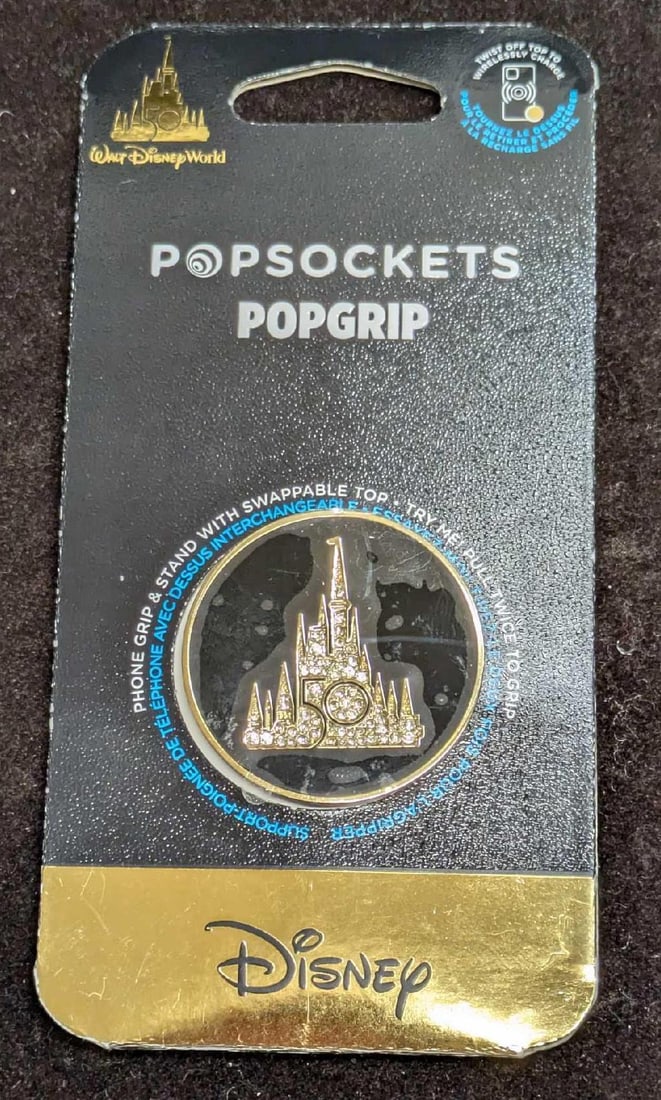 50
Walt Disney World
TWIST OFF TOP TO
WIRELESSLY CHARGE
TOURNEZ LE DESSUS
POUR LE RETIRER ET PROCÉDER
À LA RECHARGE SANS FIL
POPSOCKETS
POPGRIP
PHONE GRIP & STAND WITH SWAPPABLE TOP • TRY ME! PULL TWICE TO GRIP
SUPPORT-POIGNÉE DE TÉLÉPHONE AVEC DESSUS INTERCHANGEABLE • ESSAYEZ POUR L'AGRIPPER
50
Disney